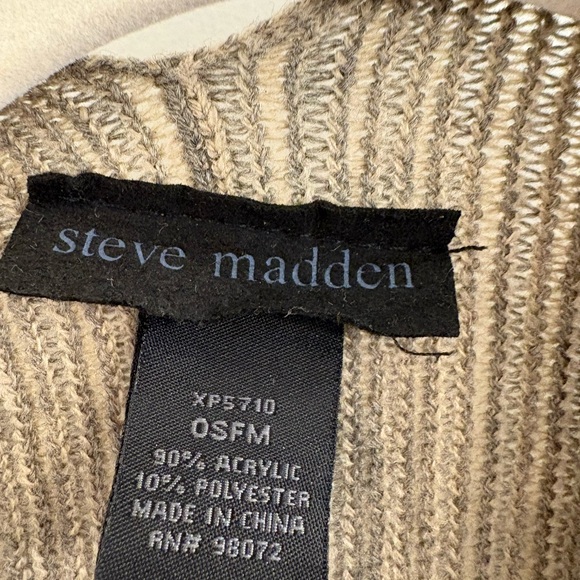 steve madden
XP5710
OSFM
90% ACRYLIC
10% POLYESTER
MADE IN CHINA
RN# 98072